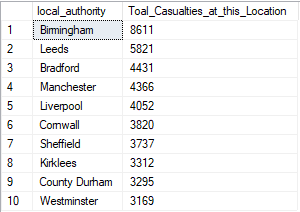 local_authority Toal_Casualties_at_this_Location
1 Birmingham 8611
2 Leeds 5821
3 Bradford 4431
4 Manchester 4366
5 Liverpool 4052
6 Cornwall 3820
7 Sheffield 3737
8 Kirklees 3312
9 County Durham 3295
10 Westminster 3169